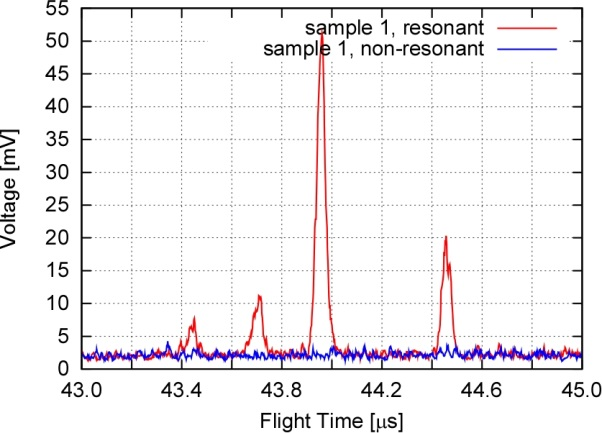 55
50
45
40
35
30
25
20
15
10
5
0
Voltage [mV]
sample 1, resonant
sample 1, non-resonant
43.0 43.4 43.8 44.2 44.6 45.0
Flight Time [μs]